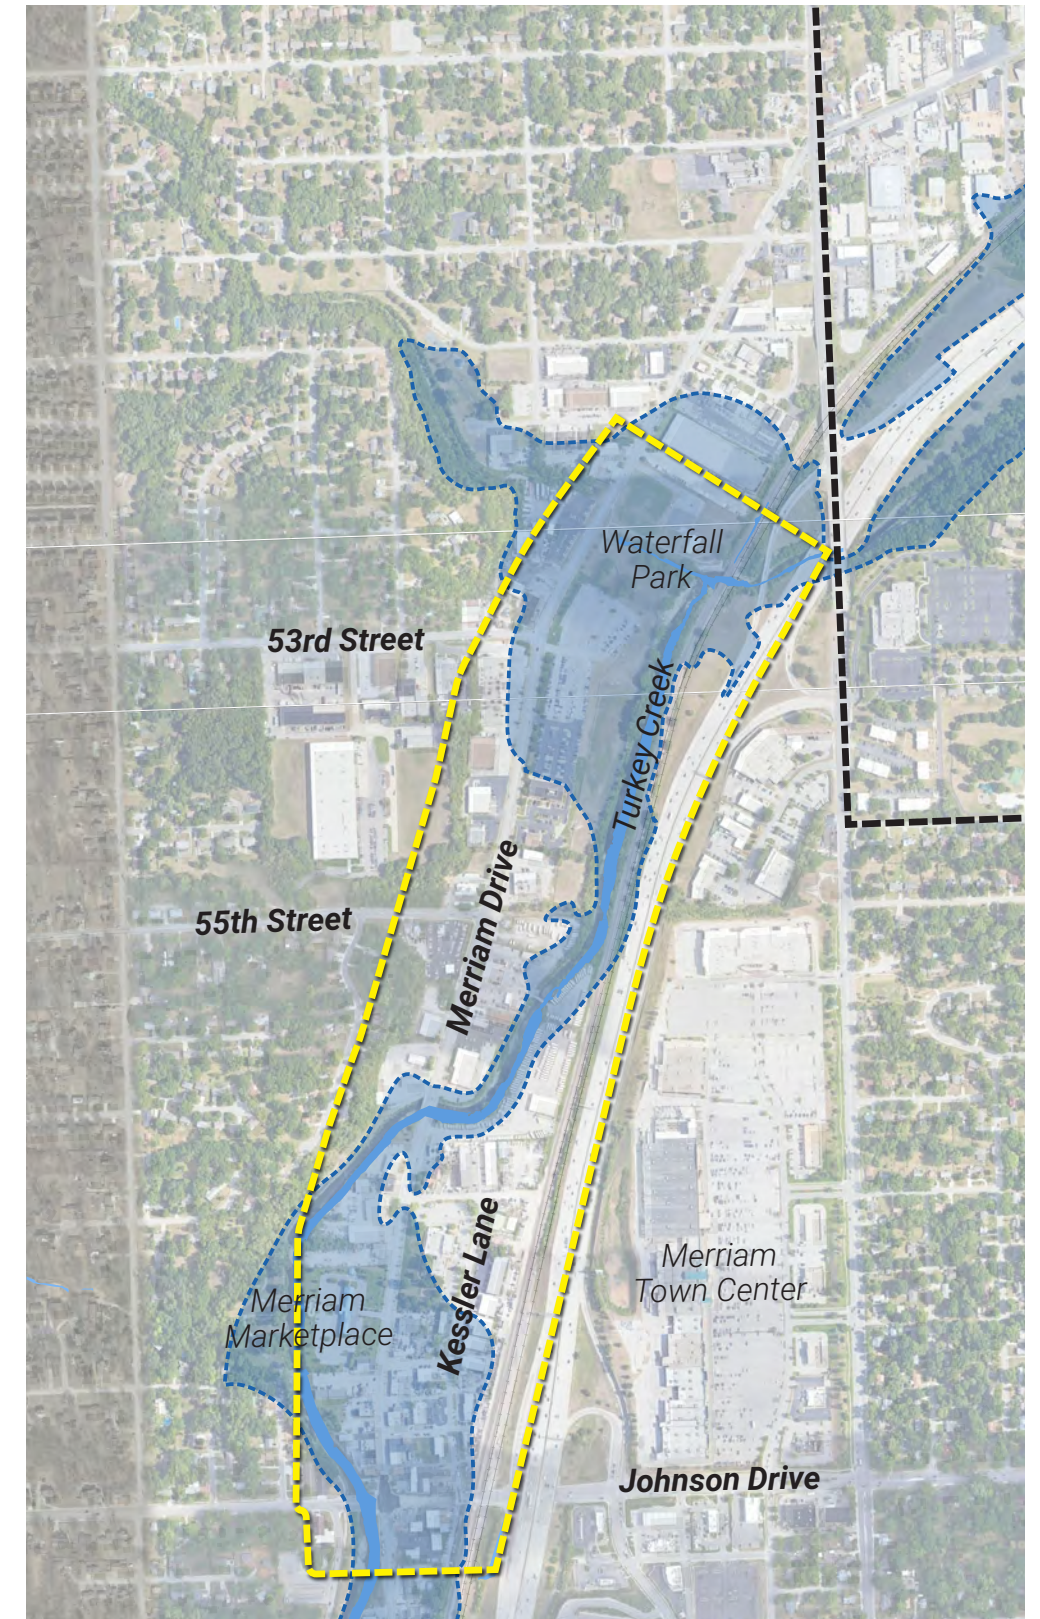 Waterfall
Park
53rd Street
Turkey Creek
Merriam Drive
55th Street
Kessler Lane
Merriam
Town Center
Merriam
Marketplace
Johnson Drive